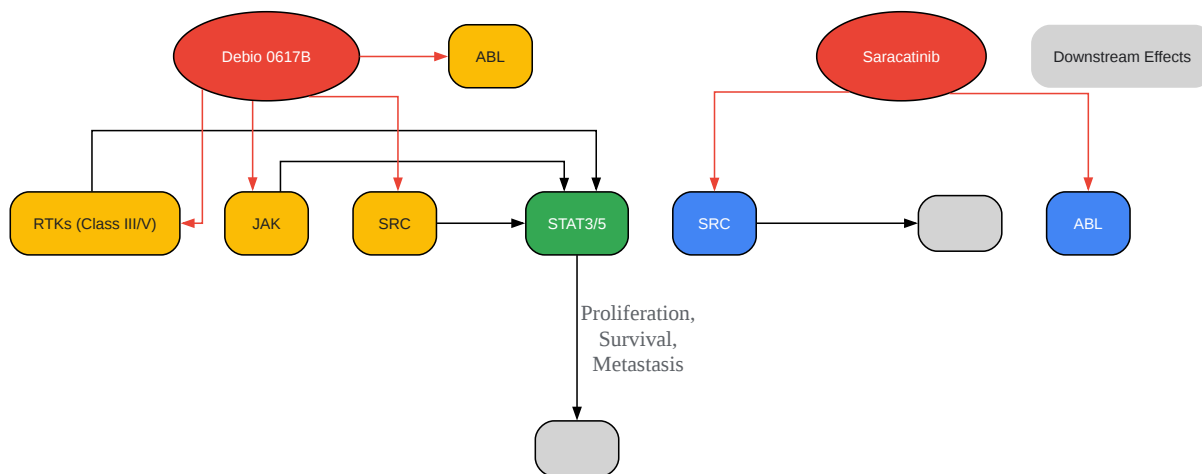 Debio 0617B
ABL
Saracatinib
Downstream Effects
RTKs (Class III/V)
JAK
SRC
STAT3/5
SRC
ABL
Proliferation,
Survival,
Metastasis